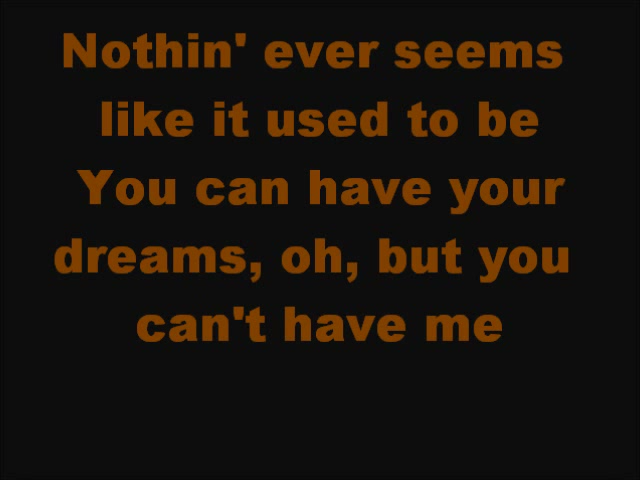 Nothin' ever seems
like it used to be
You can have your
dreams, oh, but you
can't have me